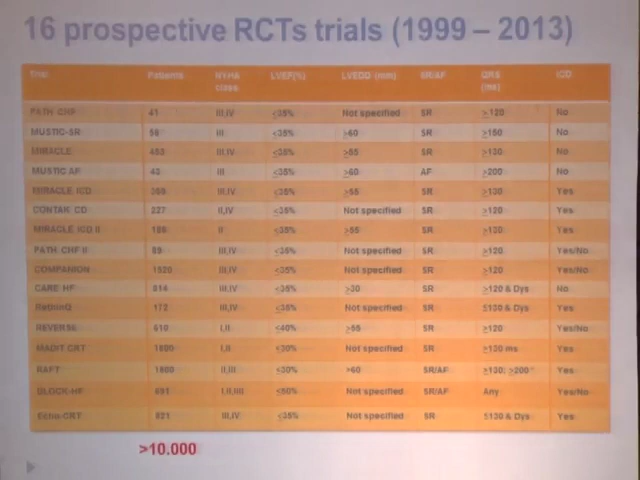 16 prospective RCTs trials (1999 – 2013)
Trial Patients NYHA class LVEF(%) LVEDD (mm) SR/AF QRS (ms) ICD
PATH CHF 41 III,IV <35% Not specified SR >120 No
MUSTIC-SR 58 III <35% >60 SR >150 No
MIRACLE 453 III,IV <35% >55 SR >130 No
MUSTIC AF 43 III <35% >60 AF >200 No
MIRACLE ICD III,IV <35% >55 SR >130 Yes
CONTAK CD 227 II,IV <35% Not specified SR >120 Yes
MIRACLE ICD II 186 II <35% >55 SR >130 Yes
PATH CHF II 89 III,IV <35% Not specified SR >120 Yes/No
COMPANION 1520 III,IV <35% Not specified SR >120 Yes/No
CARE HF 814 III,IV <35% >30 SR >120 & Dys No
RethinQ 172 III,IV <35% Not specified SR ≤130 & Dys Yes
REVERSE 610 I,II <40% >55 SR >120 Yes/No
MADIT CRT 1800 I,II <30% Not specified SR >130 ms Yes
RAFT 1800 II,III <30% >60 SR/AF >130; >200* Yes
BLOCK-HF 691 I,II,III <50% Not specified SR/AF Any Yes/No
Echo-CRT 821 III,IV <35% Not specified SR ≤130 & Dys Yes
>10.000